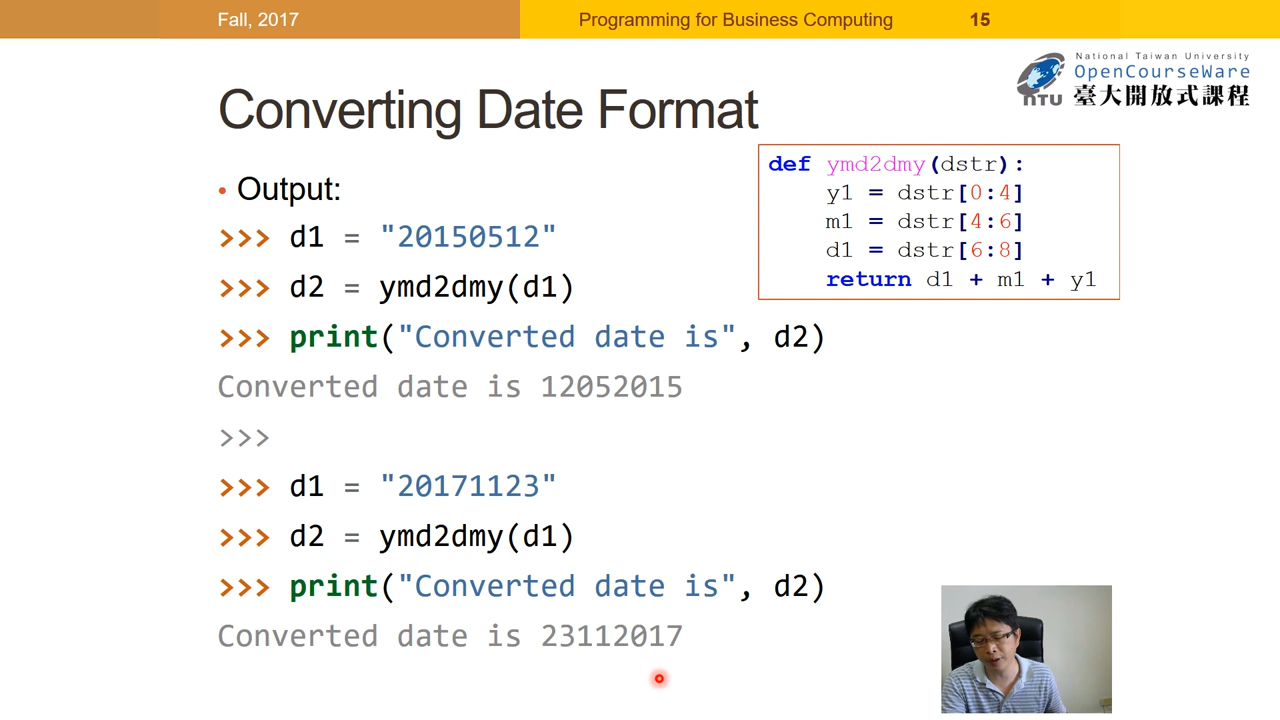 Fall, 2017
Programming for Business Computing
15
National Taiwan University
OpenCourseWare
NTU 臺大開放式課程
Converting Date Format
• Output:
>>> d1 = "20150512"
>>> d2 = ymd2dmy(d1)
>>> print("Converted date is", d2)
Converted date is 12052015
>>>
>>> d1 = "20171123"
>>> d2 = ymd2dmy(d1)
>>> print("Converted date is", d2)
Converted date is 23112017
def ymd2dmy(dstr):
    y1 = dstr[0:4]
    m1 = dstr[4:6]
    d1 = dstr[6:8]
    return d1 + m1 + y1